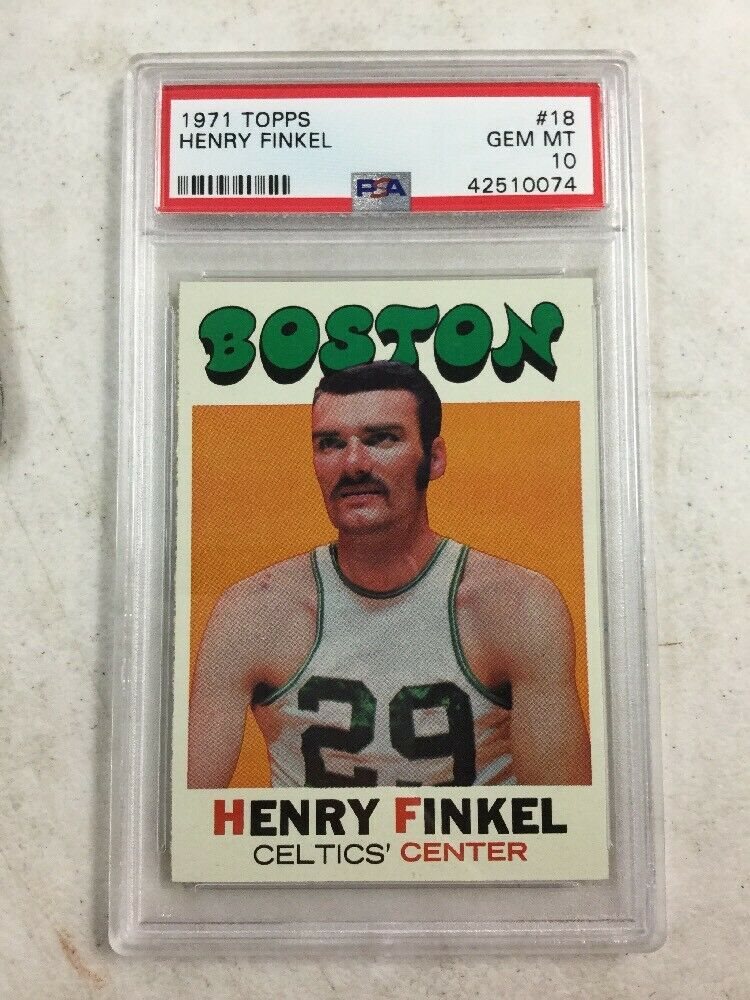 1971 TOPPS #18
HENRY FINKEL GEM MT
10
PSA 42510074
BOSTON
29
HENRY FINKEL
CELTICS' CENTER